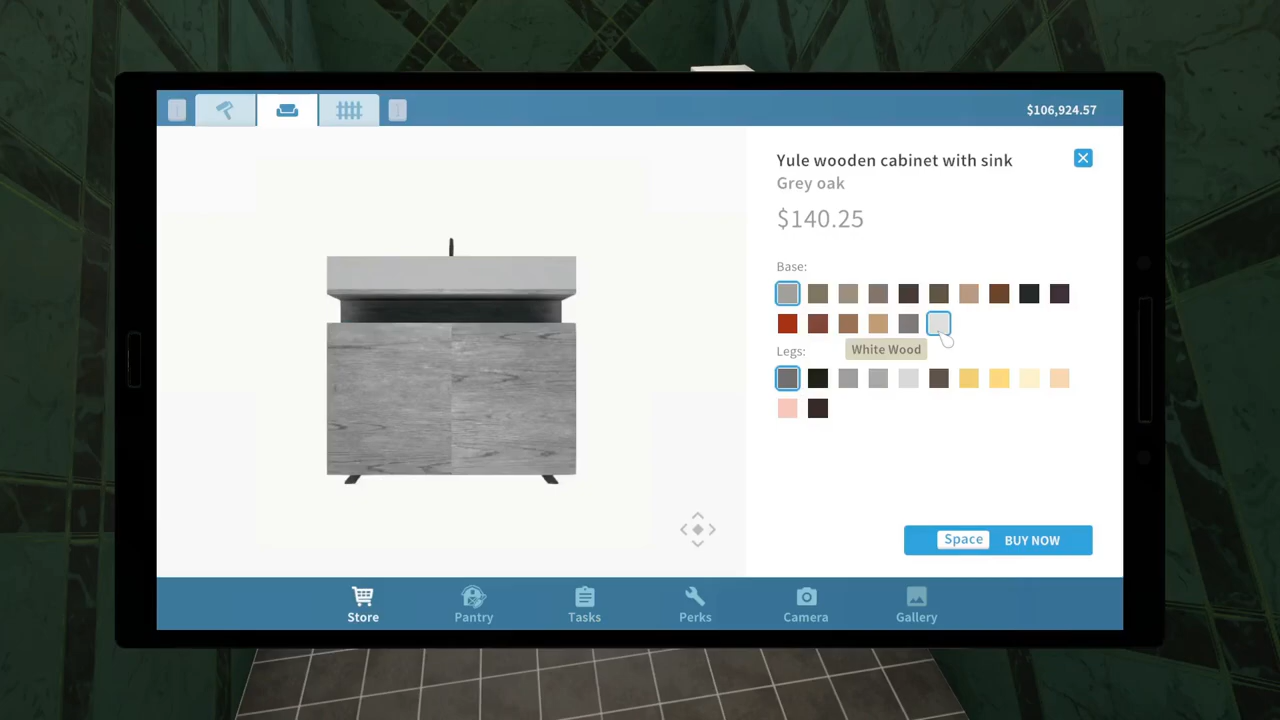 $106,924.57
Yule wooden cabinet with sink
Grey oak
$140.25
Base:
White Wood
Legs:
Space BUY NOW
Store
Pantry
Tasks
Perks
Camera
Gallery